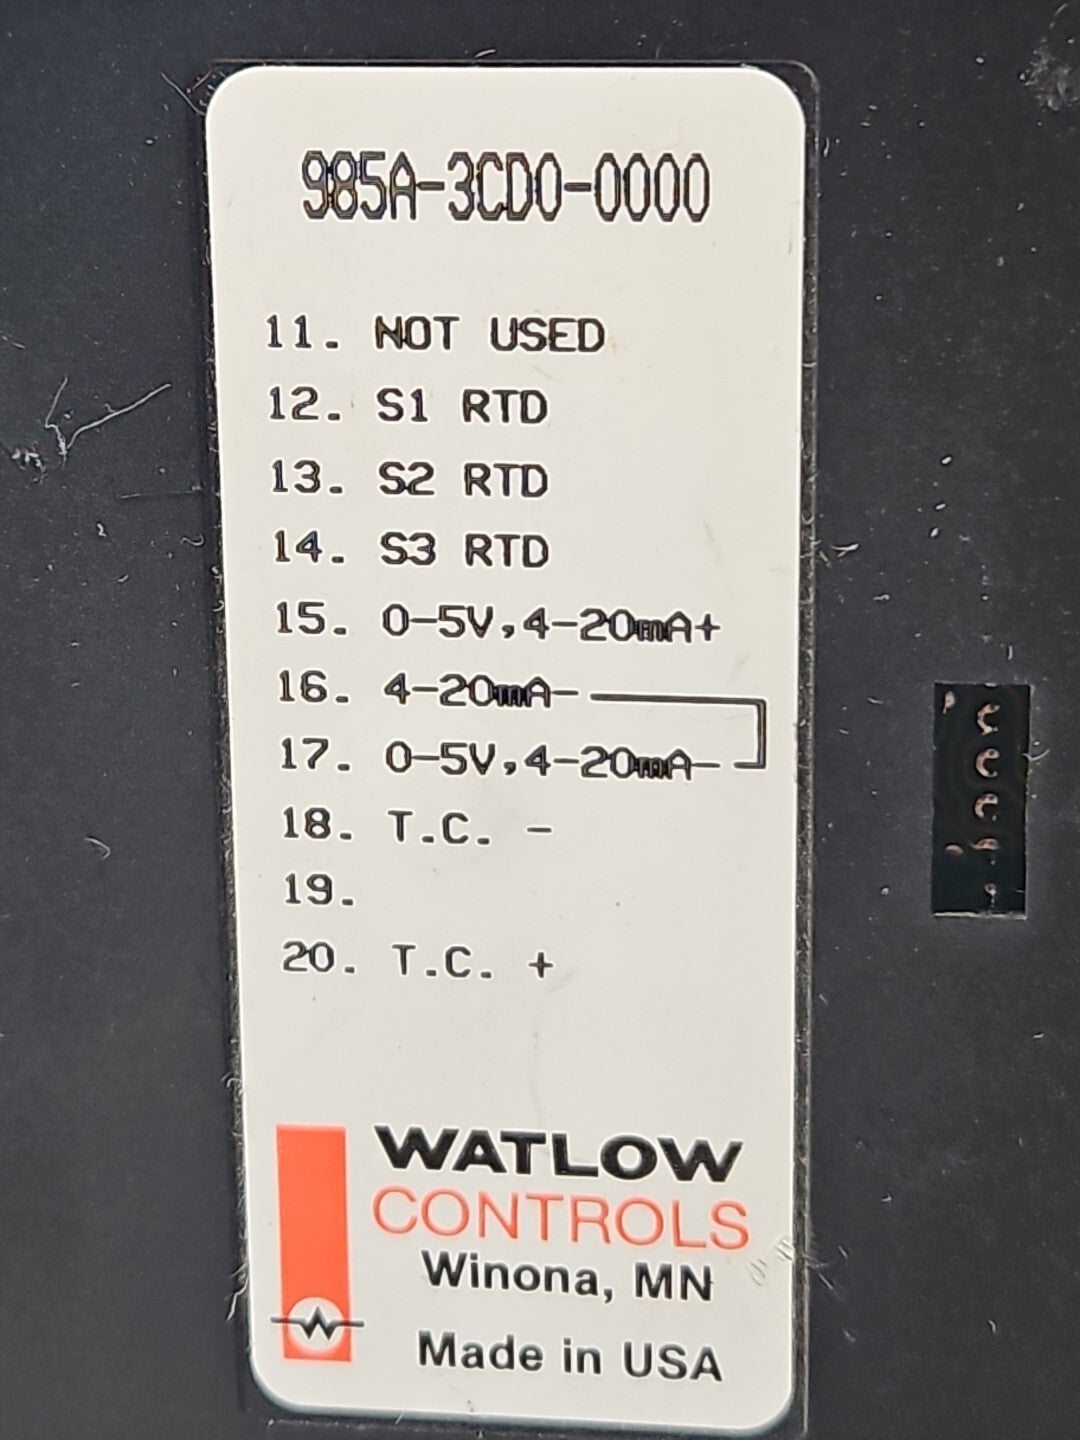 985A-3CD0-0000
11. NOT USED
12. S1 RTD
13. S2 RTD
14. S3 RTD
15. 0-5V,4-20mA+
16. 4-20mA-
17. 0-5V,4-20mA-
18. T.C. -
19.
20. T.C. +
WATLOW
CONTROLS
Winona, MN
Made in USA